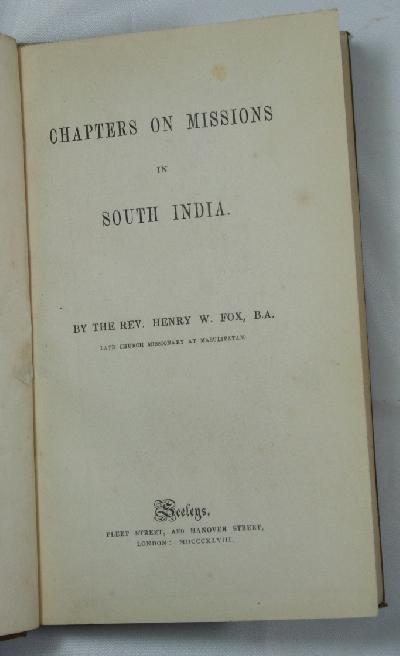 CHAPTERS ON MISSIONS
IN
SOUTH INDIA.
BY THE REV. HENRY W. FOX, B.A.
LATE CHURCH MISSIONARY AT MASULIPATAM.
Seeleys.
FLEET STREET, AND HANOVER STREET,
LONDON: MDCCCXLVIII.